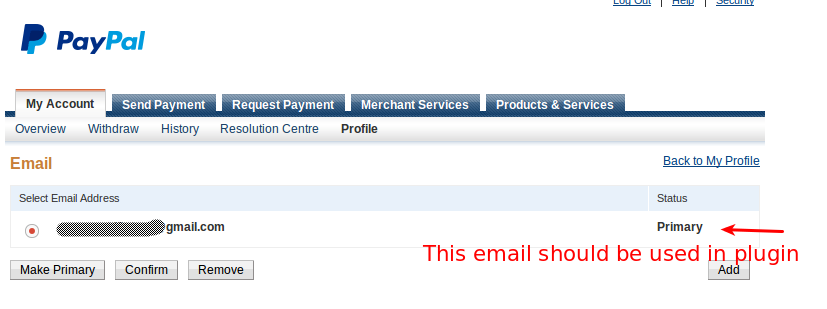 Log Out | Help | Security
PayPal
My Account Send Payment Request Payment Merchant Services Products & Services
Overview Withdraw History Resolution Centre Profile
Email Back to My Profile
Select Email Address Status
gmail.com Primary
This email should be used in plugin
Make Primary Confirm Remove Add